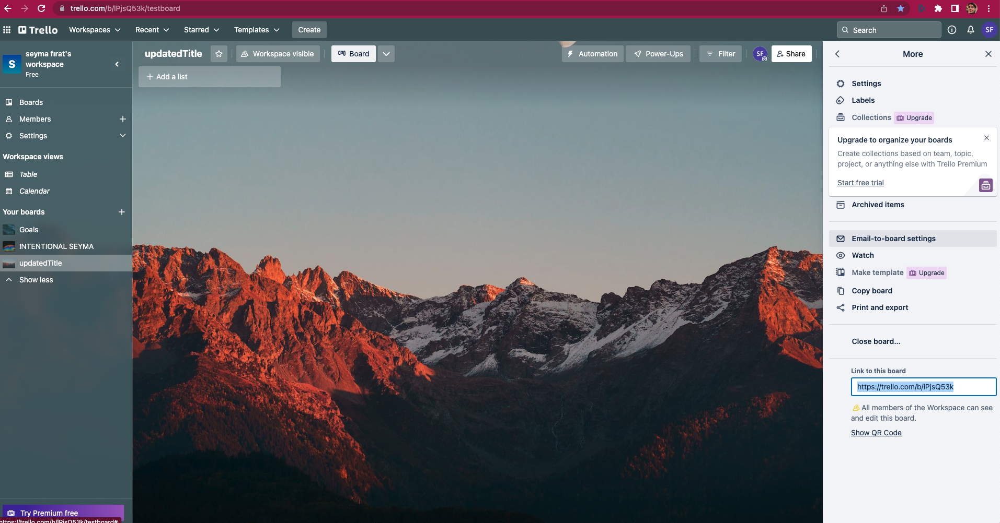 trello.com/b/lPjsQ53k/testboard
Trello
Workspaces
Recent
Starred
Templates
Create
Search
SF
S
seyma fırat's
workspace
Free
Boards
Members
Settings
Workspace views
Table
Calendar
Your boards
Goals
INTENTIONAL SEYMA
updatedTitle
Show less
Try Premium free
https://trello.com/b/lPjsQ53k/testboard#
updatedTitle
Workspace visible
Board
Automation
Power-Ups
Filter
SF
Share
+ Add a list
More
Settings
Labels
Collections Upgrade
Upgrade to organize your boards
Create collections based on team, topic,
project, or anything else with Trello Premium
Start free trial
Archived items
Email-to-board settings
Watch
Make template Upgrade
Copy board
Print and export
Close board...
Link to this board
https://trello.com/b/lPjsQ53k
All members of the Workspace can see
and edit this board.
Show QR Code